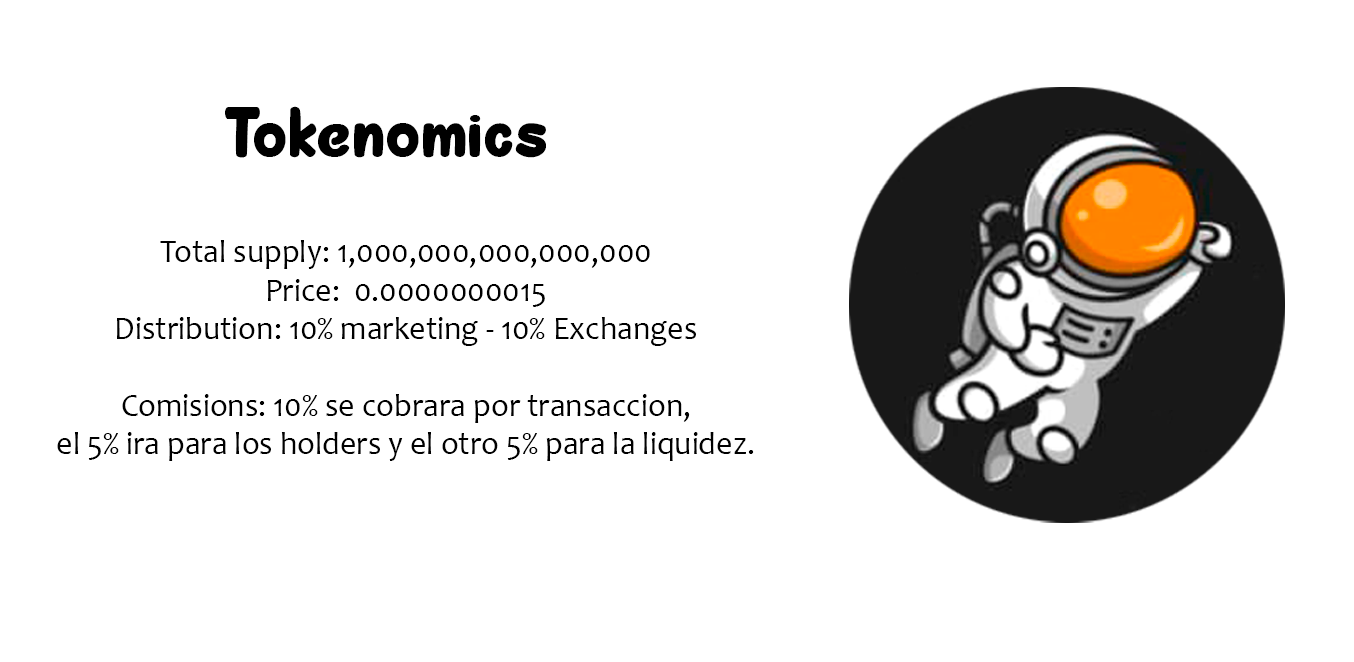 Tokenomics
Total supply: 1,000,000,000,000,000
Price: 0.0000000015
Distribution: 10% marketing - 10% Exchanges
Comisions: 10% se cobrara por transaccion,
el 5% ira para los holders y el otro 5% para la liquidez.